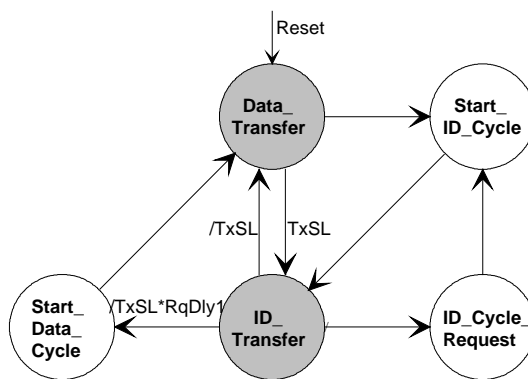 Reset
Data_
Transfer
Start_
ID_Cycle
/TxSL
TxSL
Start_
Data_
Cycle
/TxSL*RqDly1
ID_
Transfer
ID_Cycle_
Request